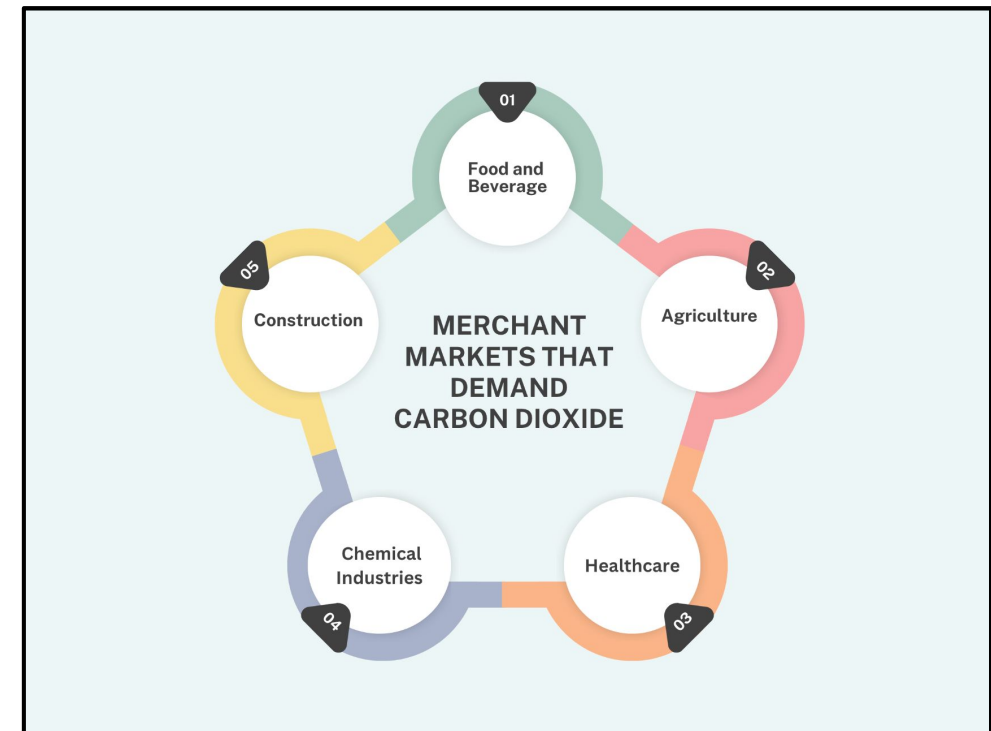 01
Food and
Beverage
02
Agriculture
05
Construction
MERCHANT
MARKETS THAT
DEMAND
CARBON DIOXIDE
04
Chemical
Industries
03
Healthcare